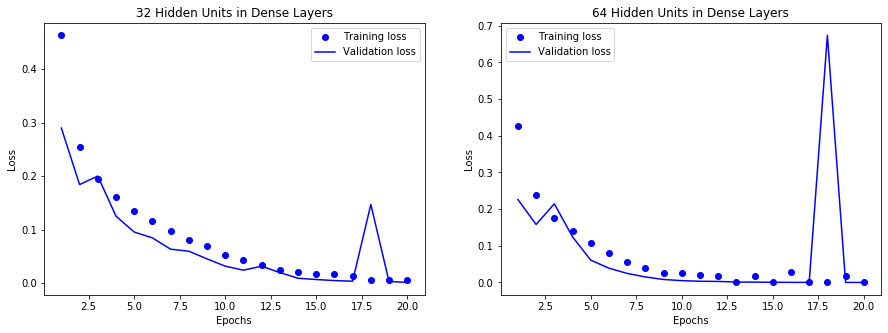 32 Hidden Units in Dense Layers
Training loss
Validation loss
0.4
0.3
0.2
0.1
0.0
Loss
2.5 5.0 7.5 10.0 12.5 15.0 17.5 20.0
Epochs
64 Hidden Units in Dense Layers
Training loss
Validation loss
0.7
0.6
0.5
0.4
0.3
0.2
0.1
0.0
Loss
2.5 5.0 7.5 10.0 12.5 15.0 17.5 20.0
Epochs